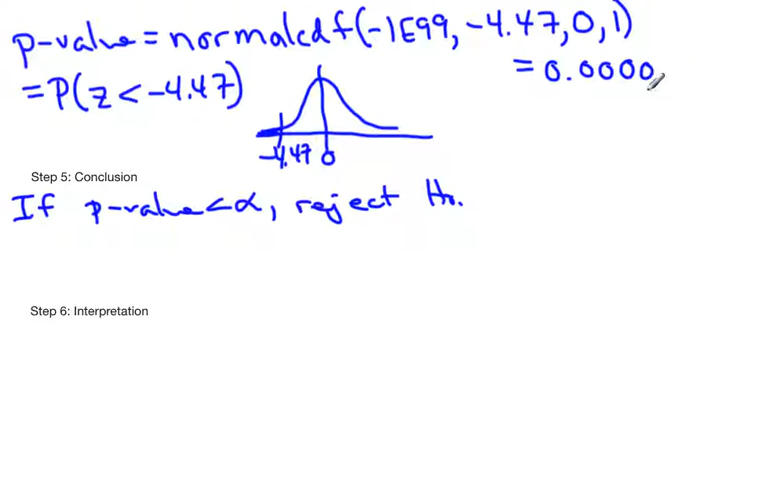 p-value = normalcdf(-1E99, -4.47, 0, 1)
= P(z < -4.47)
= 0.0000
-4.47 0
Step 5: Conclusion
If p-value < α, reject Ho.
Step 6: Interpretation